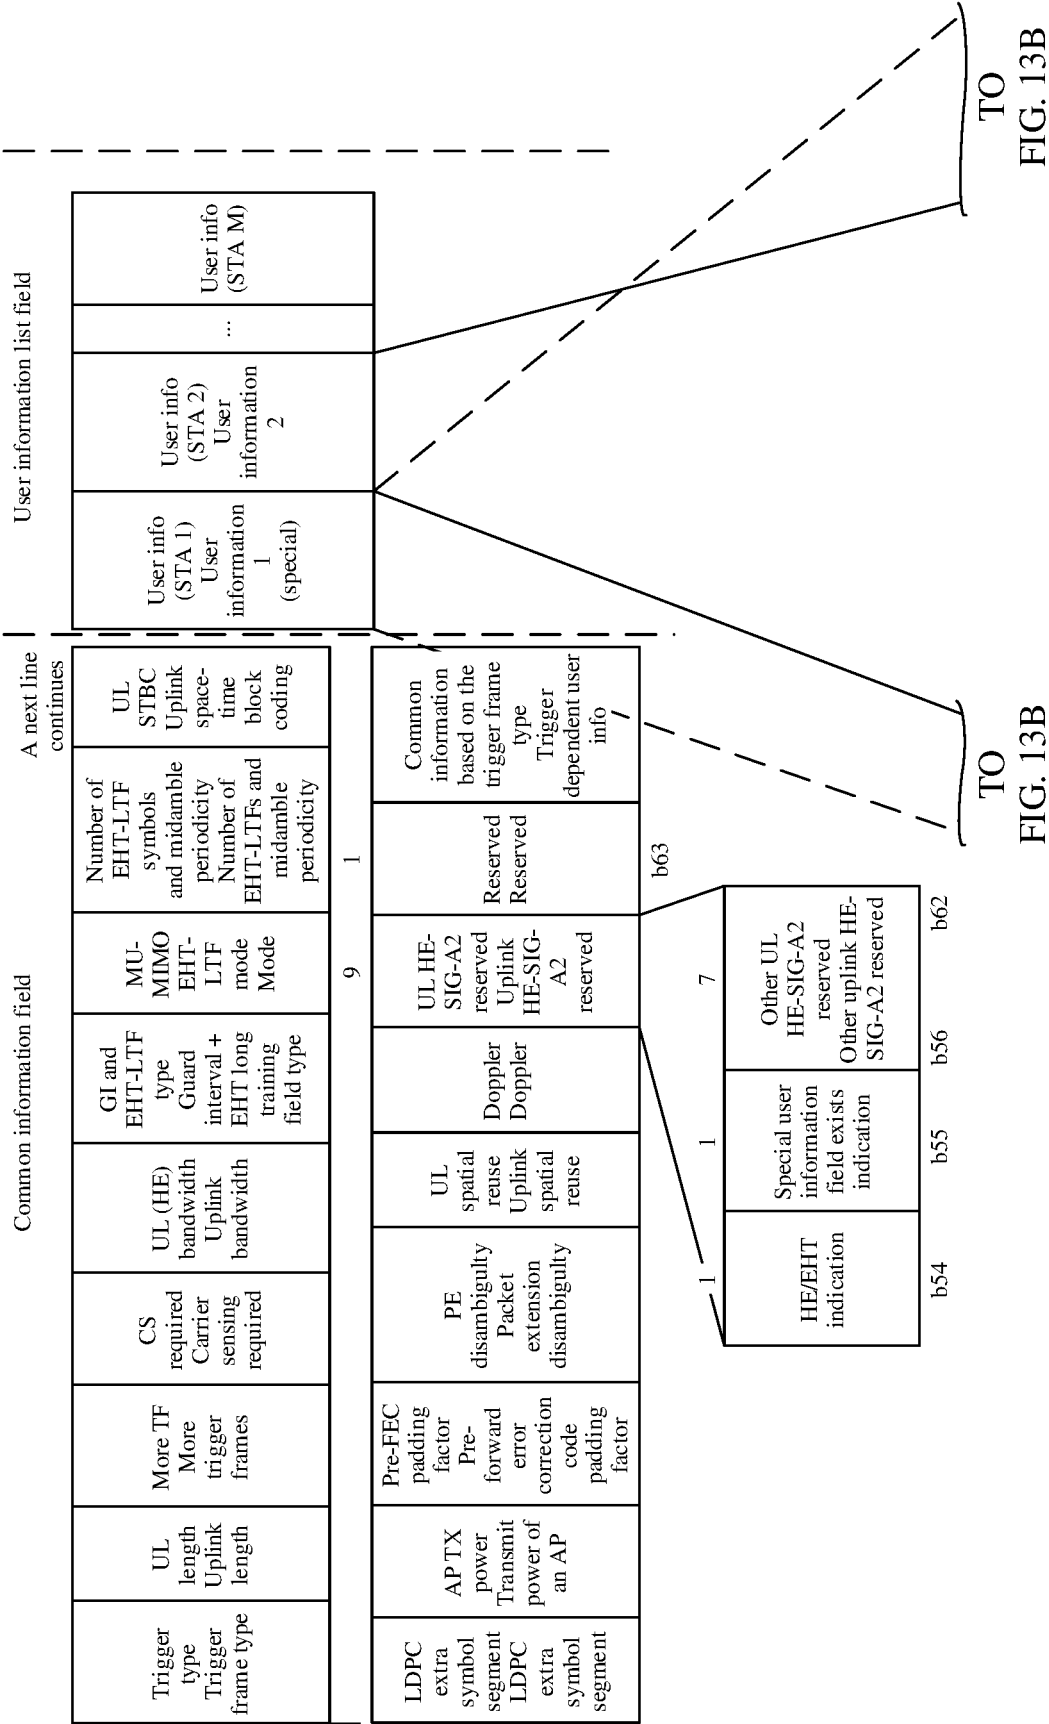 Common information field
A next line
continues
User information list field
Trigger
type
Trigger
frame type
UL
length
Uplink
length
More TF
More
trigger
frames
CS
required
Carrier
sensing
required
UL (HE)
bandwidth
Uplink
bandwidth
GI and
EHT-LTF
type
Guard
interval +
EHT long
training
field type
MU-
MIMO
EHT-
LTF
mode
Mode
Number of
EHT-LTF
symbols
and midamble
periodicity
Number of
EHT-LTFs and
midamble
periodicity
UL
STBC
Uplink
space-
time
block
coding
User info
(STA 1)
User
information
1
(special)
User info
(STA 2)
User
information
2
...
User info
(STA M)
9
1
LDPC
extra
symbol
segment
LDPC
extra
symbol
segment
AP TX
power
Transmit
power of
an AP
Pre-FEC
padding
factor
Pre-
forward
error
correction
code
padding
factor
PE
disambigulty
Packet
extension
disambigulty
UL
spatial
reuse
Uplink
spatial
reuse
Doppler
Doppler
UL HE-
SIG-A2
reserved
Uplink
HE-SIG-
A2
reserved
Reserved
Reserved
Common
information
based on the
trigger frame
type
Trigger
dependent user
info
b63
1
1
7
HE/EHT
indication
Special user
information
field exists
indication
Other UL
HE-SIG-A2
reserved
Other uplink HE-
SIG-A2 reserved
b54
b55
b56
b62
TO
FIG. 13B
TO
FIG. 13B